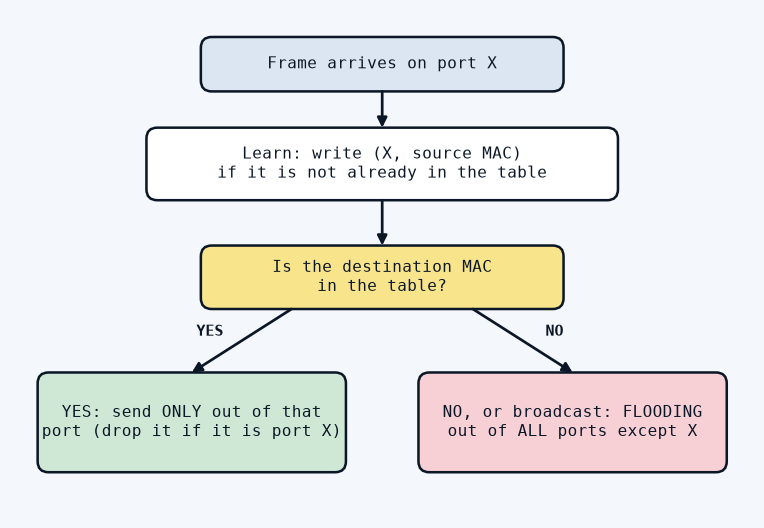 Frame arrives on port X
Learn: write (X, source MAC)
if it is not already in the table
Is the destination MAC
in the table?
YES
NO
YES: send ONLY out of that
port (drop it if it is port X)
NO, or broadcast: FLOODING
out of ALL ports except X